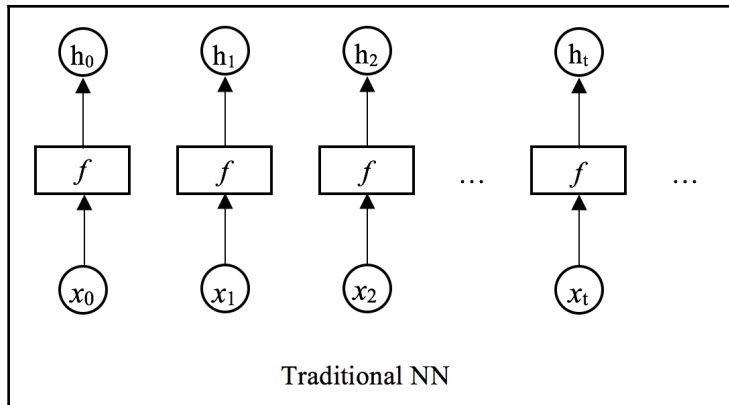 h₀ h₁ h₂ hₜ
f f f … f …
x₀ x₁ x₂ xₜ
Traditional NN